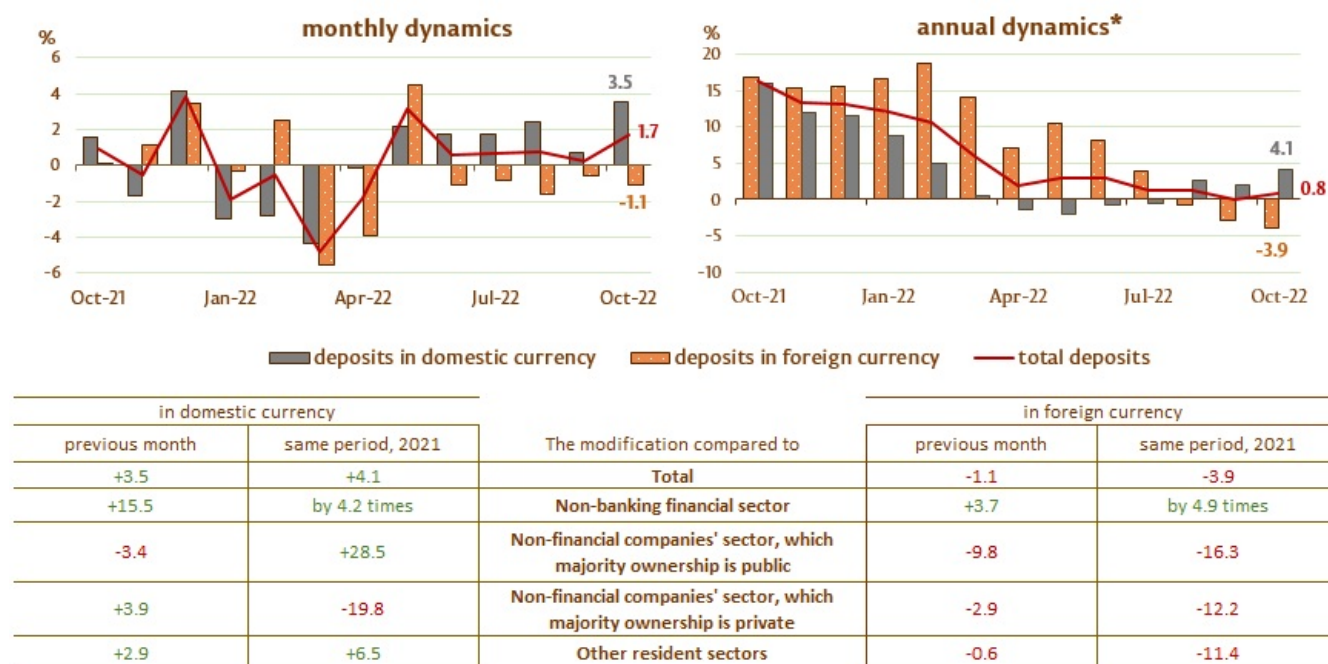 monthly dynamics
%
6
4
2
0
-2
-4
-6
3.5
1.7
-1.1
Oct-21
Jan-22
Apr-22
Jul-22
Oct-22
annual dynamics*
%
20
15
10
5
0
-5
-10
4.1
0.8
-3.9
Oct-21
Jan-22
Apr-22
Jul-22
Oct-22
deposits in domestic currency
deposits in foreign currency
total deposits
in domestic currency
in foreign currency
previous month
same period, 2021
The modification compared to
previous month
same period, 2021
+3.5
+4.1
Total
-1.1
-3.9
+15.5
by 4.2 times
Non-banking financial sector
+3.7
by 4.9 times
-3.4
+28.5
Non-financial companies' sector, which
majority ownership is public
-9.8
-16.3
+3.9
-19.8
Non-financial companies' sector, which
majority ownership is private
-2.9
-12.2
+2.9
+6.5
Other resident sectors
-0.6
-11.4